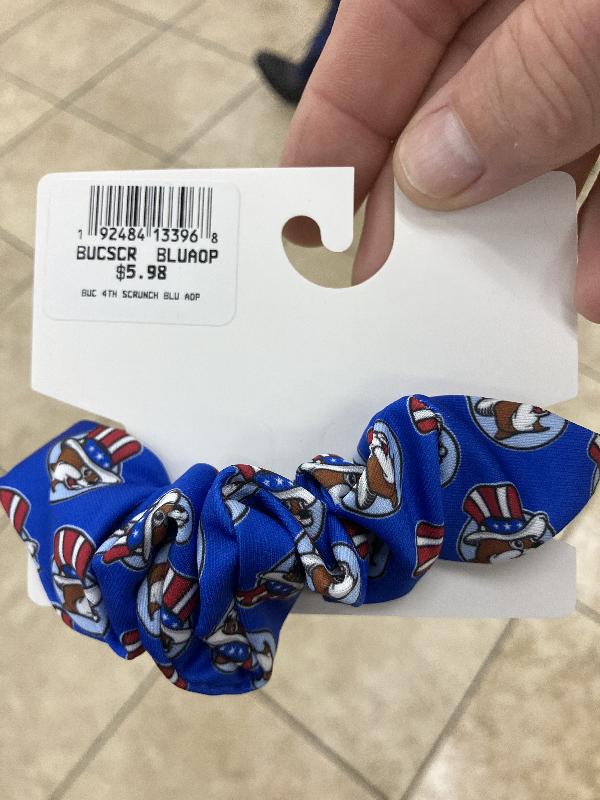 1 92484 13396 8
BUCSCR BLUAOP
$5.98
BUC 4TH SCRUNCH BLU AOP